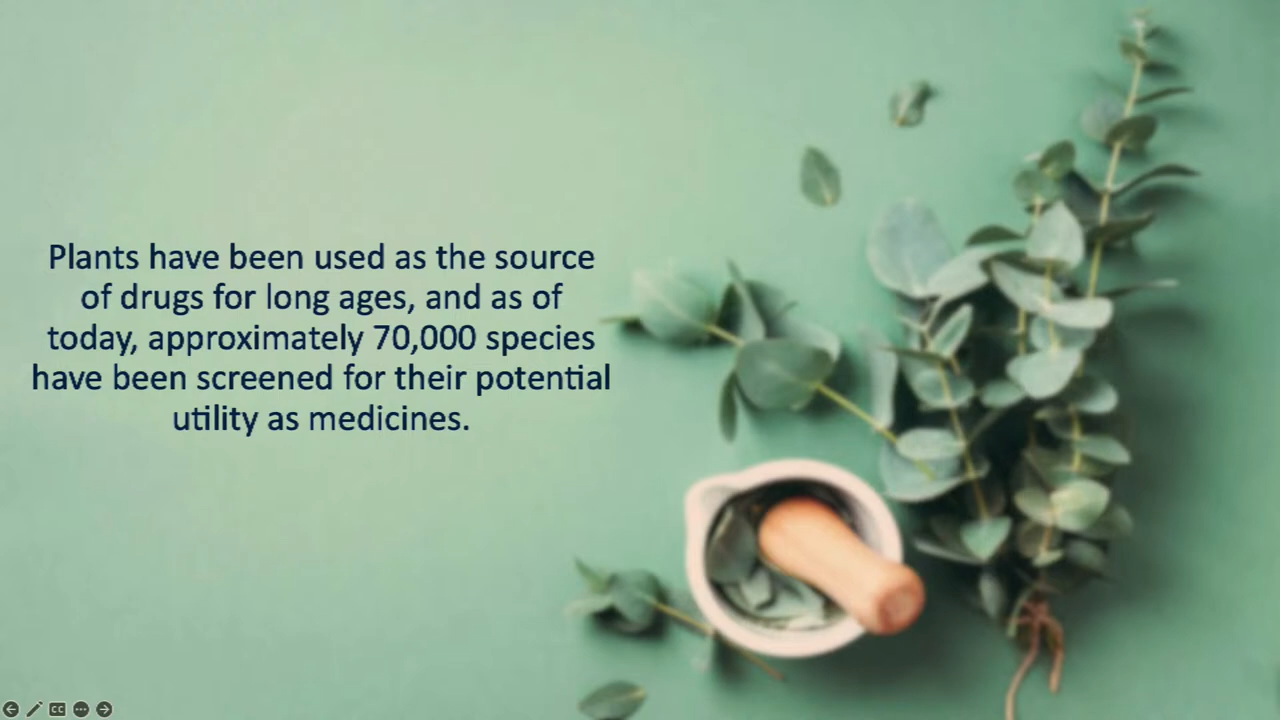 Plants have been used as the source
of drugs for long ages, and as of
today, approximately 70,000 species
have been screened for their potential
utility as medicines.
CC